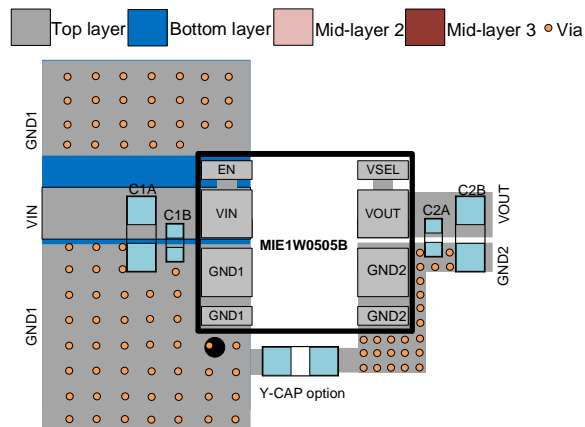 Top layer Bottom layer Mid-layer 2 Mid-layer 3 Via
GND1
EN VSEL
C1A C2B
VIN VIN C1B VOUT C2A VOUT
MIE1W0505B
GND1 GND2 GND2
GND1 GND1 GND2
Y-CAP option